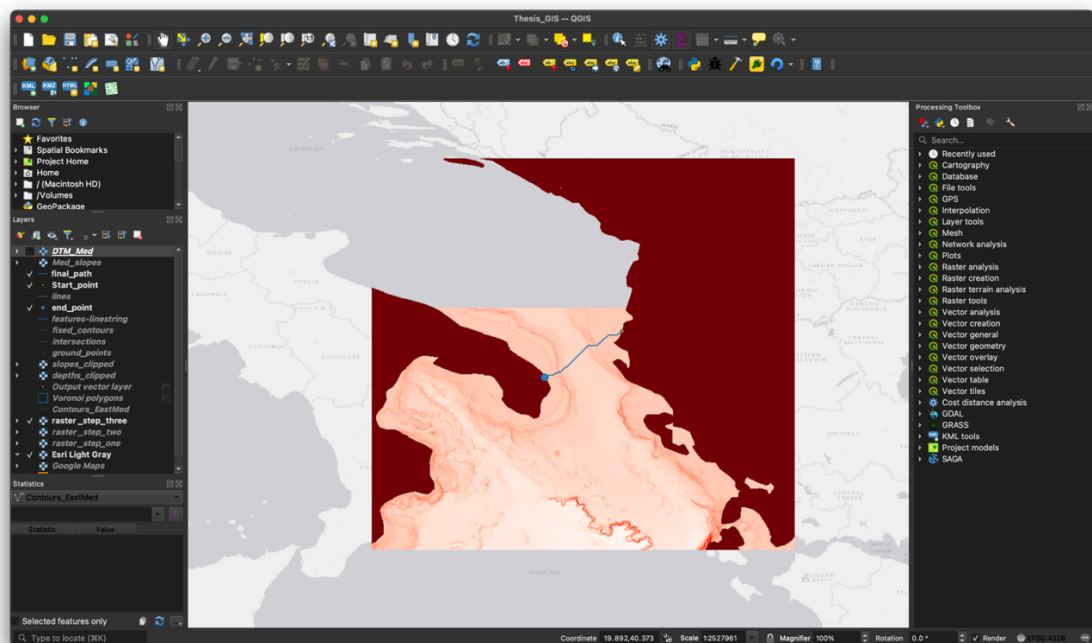 Thesis_GIS — QGIS
Browser
Favorites
Spatial Bookmarks
Project Home
Home
/ (Macintosh HD)
/Volumes
GeoPackage
Layers
DTM_Med
Med_slopes
final_path
Start_point
lines
end_point
features-linestring
fixed_contours
intersections
ground_points
slopes_clipped
depths_clipped
Output vector layer
Voronoi polygons
Contours_EastMed
raster_step_three
raster_step_two
raster_step_one
Esri Light Gray
Google Maps
Statistics
Contours_EastMed
Statistic Value
Selected features only
Type to locate (⌘K)
Processing Toolbox
Search...
Recently used
Cartography
Database
File tools
GPS
Interpolation
Layer tools
Mesh
Network analysis
Plots
Raster analysis
Raster creation
Raster terrain analysis
Raster tools
Vector analysis
Vector creation
Vector general
Vector geometry
Vector overlay
Vector selection
Vector table
Vector tiles
Cost distance analysis
GDAL
GRASS
KML tools
Project models
SAGA
Coordinate 19.892,40.373 Scale 1:2527961 Magnifier 100% Rotation 0.0 ° Render EPSG:4326